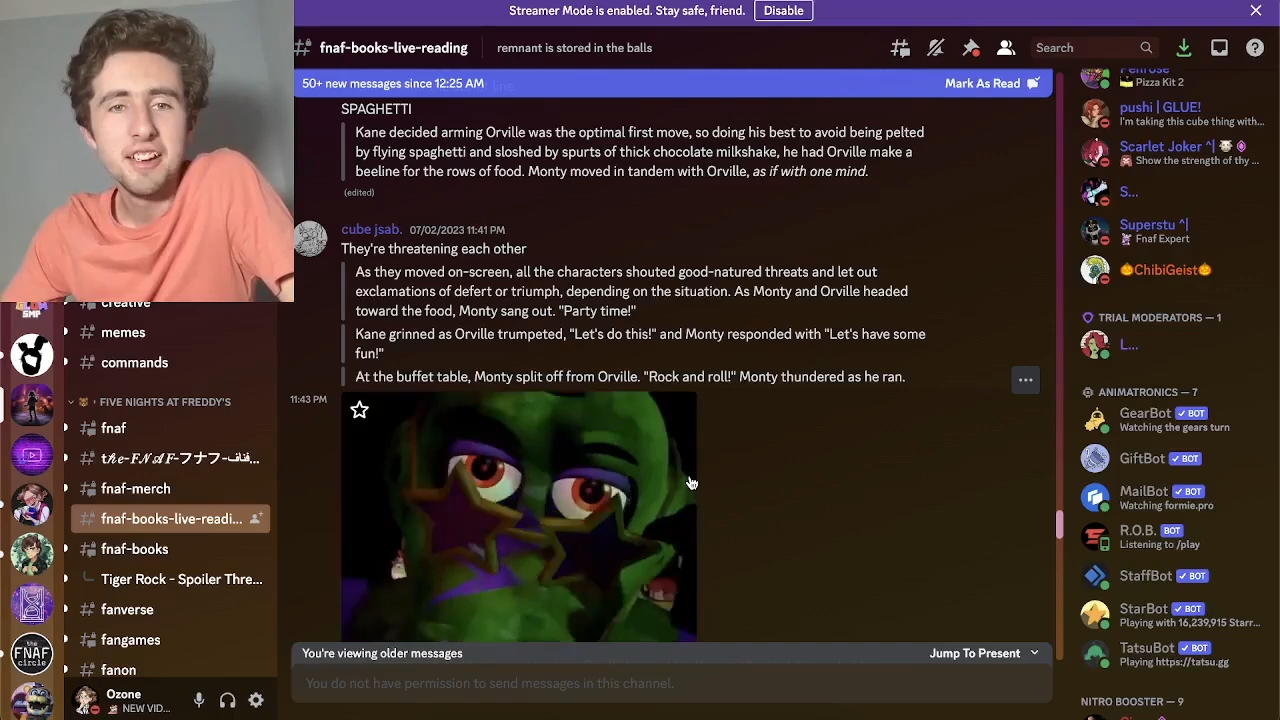 Streamer Mode is enabled. Stay safe, friend.
Disable
fnaf-books-live-reading
remnant is stored in the balls
Search
50+ new messages since 12:25 AM
Mark As Read
SPAGHETTI
Kane decided arming Orville was the optimal first move, so doing his best to avoid being pelted
by flying spaghetti and sloshed by spurts of thick chocolate milkshake, he had Orville make a
beeline for the rows of food. Monty moved in tandem with Orville, as if with one mind.
(edited)
cube jsab. 07/02/2023 11:41 PM
They're threatening each other
As they moved on-screen, all the characters shouted good-natured threats and let out
exclamations of defert or triumph, depending on the situation. As Monty and Orville headed
toward the food, Monty sang out. "Party time!"
Kane grinned as Orville trumpeted, "Let's do this!" and Monty responded with "Let's have some
fun!"
At the buffet table, Monty split off from Orville. "Rock and roll!" Monty thundered as he ran.
11:43 PM
You're viewing older messages
Jump To Present
You do not have permission to send messages in this channel.
creative
memes
commands
FIVE NIGHTS AT FREDDY'S
fnaf
fnaf-merch
fnaf-books-live-readi...
fnaf-books
Tiger Rock - Spoiler Thre...
fanverse
fangames
fanon
THE
FNAF
CIRCLE
Ozone
NEW VID...
Penrose
Pizza Kit 2
pushi | GLUE!
I'm taking this cube thing with...
Scarlet Joker ^|
Show the strength of thy ...
S...
Superstu ^|
Fnaf Expert
ChibiGeist
TRIAL MODERATORS — 1
L...
ANIMATRONICS — 7
GearBot BOT
Watching the gears turn
GiftBot BOT
MailBot BOT
Watching formie.pro
R.O.B. BOT
Listening to /play
StaffBot BOT
StarBot BOT
Playing with 16,239,915 Starr...
TatsuBot BOT
Playing https://tatsu.gg
NITRO BOOSTER — 9